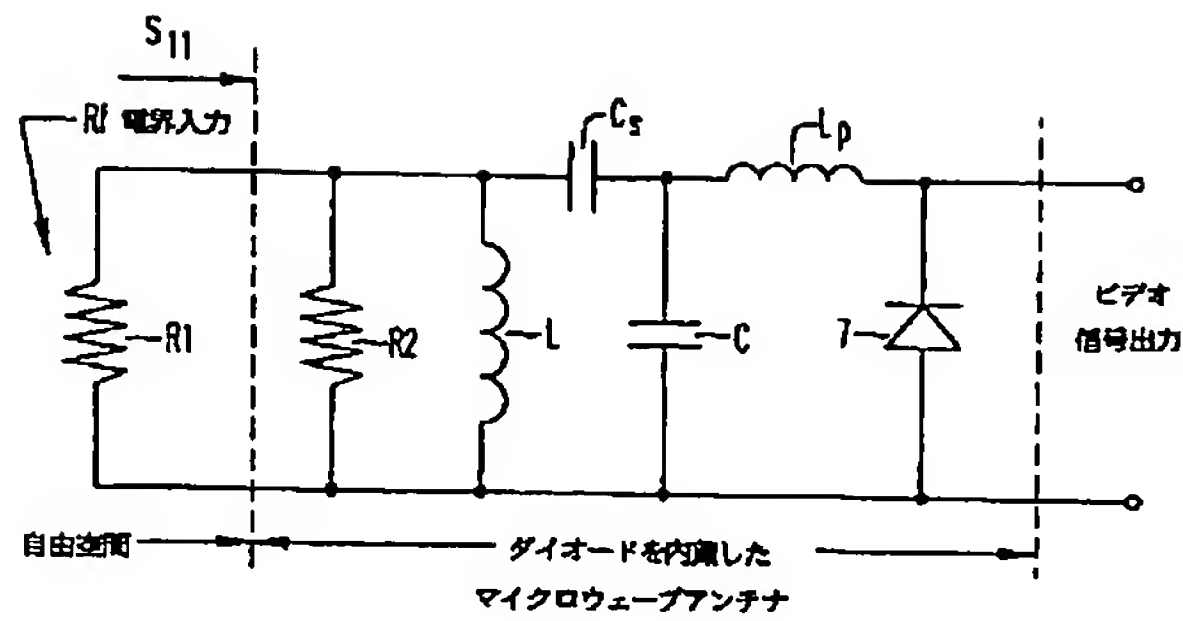 S11
Rf 電界入力
Cs
Lp
R1
R2
L
C
7
ビデオ
信号出力
自由空間
ダイオードを内蔵した
マイクロウェーブアンテナ